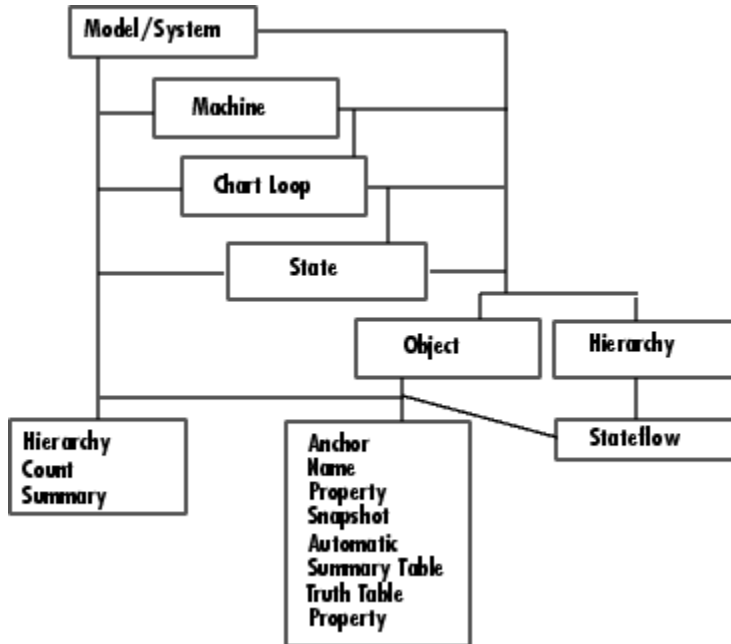 Model/System
Machine
Chart Loop
State
Object
Hierarchy
Hierarchy
Count
Summary
Anchor
Name
Property
Snapshot
Automatic
Summary Table
Truth Table
Property
Stateflow